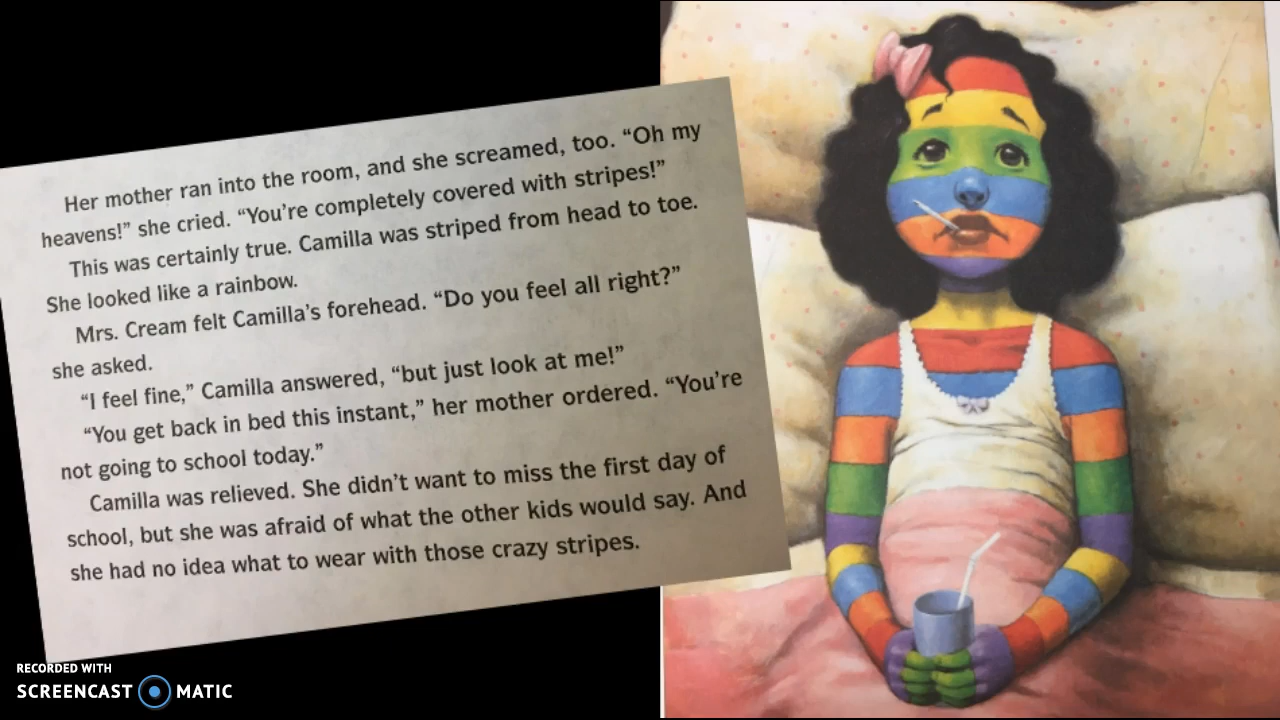 Her mother ran into the room, and she screamed, too. “Oh my
heavens!” she cried. “You’re completely covered with stripes!”
This was certainly true. Camilla was striped from head to toe.
She looked like a rainbow.
Mrs. Cream felt Camilla’s forehead. “Do you feel all right?”
she asked.
“I feel fine,” Camilla answered, “but just look at me!”
“You get back in bed this instant,” her mother ordered. “You’re
not going to school today.”
Camilla was relieved. She didn’t want to miss the first day of
school, but she was afraid of what the other kids would say. And
she had no idea what to wear with those crazy stripes.
RECORDED WITH
SCREENCAST MATIC